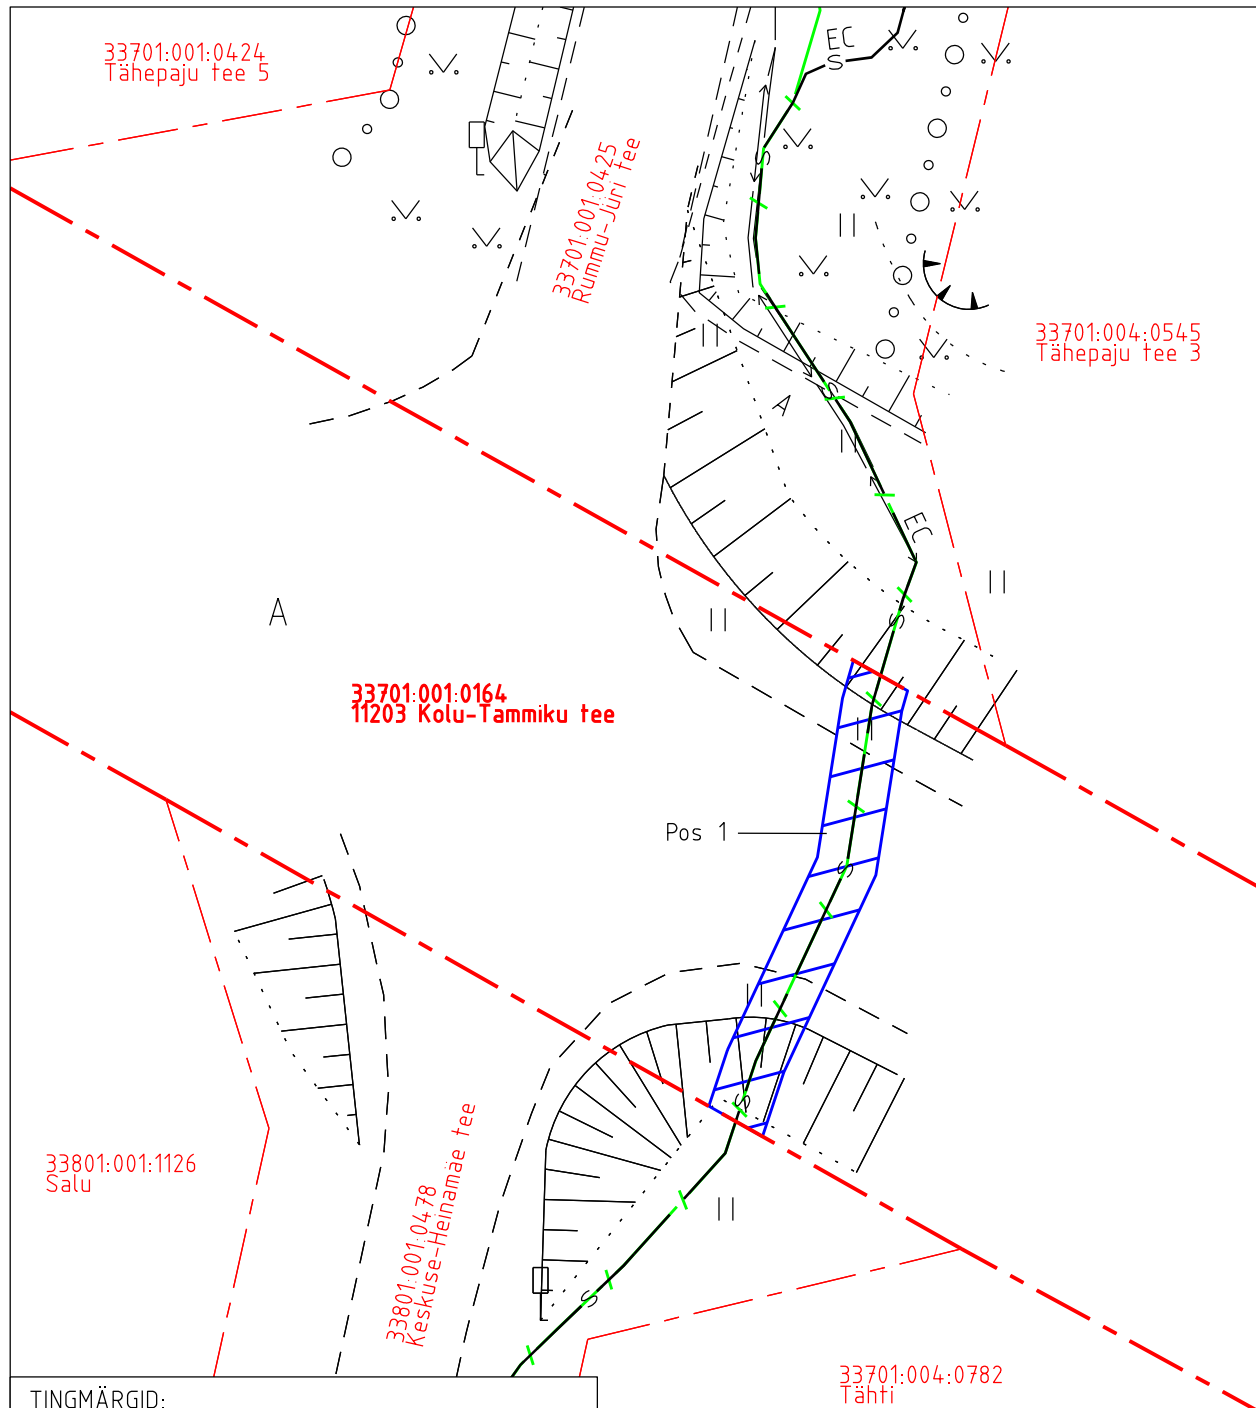 33701:001:0424
Tähepaju tee 5
EC
S
S
33701:001:0425
Rummu-Jüri tee
33701:004:0545
Tähepaju tee 3
S
A
EC
A
S
33701:001:0164
11203 Kolu-Tammiku tee
Pos 1
S
S
33801:001:1126
Salu
33801:001:0478
Keskuse-Heinamäe tee
S
33701:004:0782
Tähti
TINGMÄRGID: